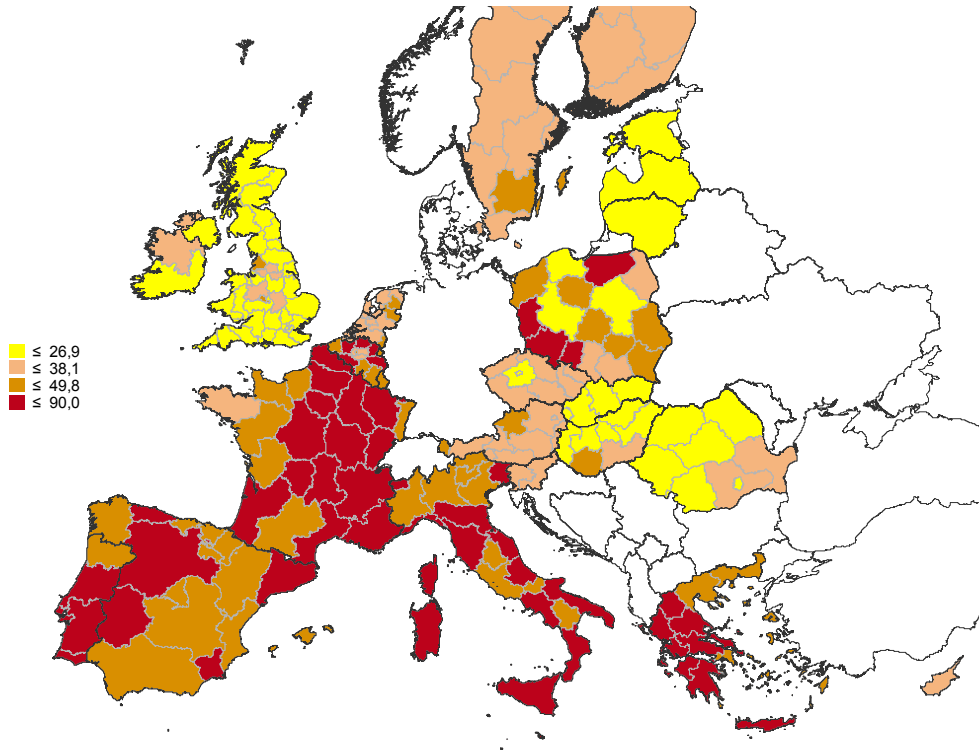 ≤ 26,9
≤ 38,1
≤ 49,8
≤ 90,0